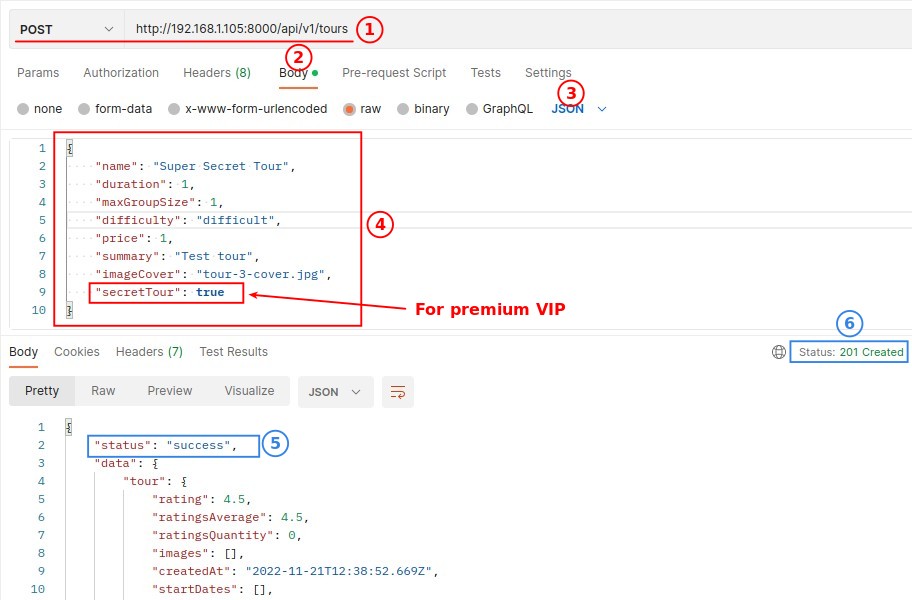 POST http://192.168.1.105:8000/api/v1/tours 1
2
Params Authorization Headers (8) Body Pre-request Script Tests Settings
3
none form-data x-www-form-urlencoded raw binary GraphQL JSON
1 {
2 "name": "Super Secret Tour",
3 "duration": 1,
4 "maxGroupSize": 1,
5 "difficulty": "difficult",
4
6 "price": 1,
7 "summary": "Test tour",
8 "imageCover": "tour-3-cover.jpg",
9 "secretTour": true
10 }
For premium VIP
6
Body Cookies Headers (7) Test Results Status: 201 Created
Pretty Raw Preview Visualize JSON
1 {
2 "status": "success", 5
3 "data": {
4 "tour": {
5 "rating": 4.5,
6 "ratingsAverage": 4.5,
7 "ratingsQuantity": 0,
8 "images": [],
9 "createdAt": "2022-11-21T12:38:52.669Z",
10 "startDates": [],